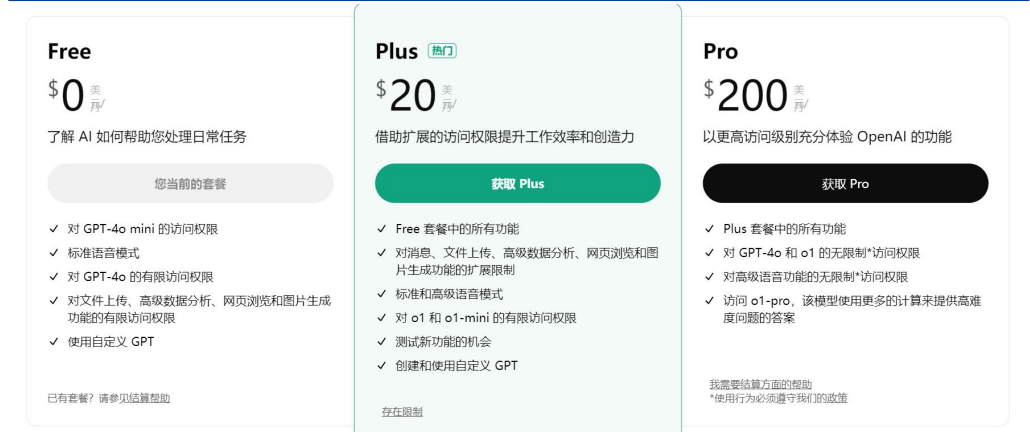 Free
$0 美元/月
了解 AI 如何帮助您处理日常任务
您当前的套餐
✓ 对 GPT-4o mini 的访问权限
✓ 标准语音模式
✓ 对 GPT-4o 的有限访问权限
✓ 对文件上传、高级数据分析、网页浏览和图片生成
功能的有限访问权限
✓ 使用自定义 GPT
已有套餐？请参见结算帮助
Plus 热门
$20 美元/月
借助扩展的访问权限提升工作效率和创造力
获取 Plus
✓ Free 套餐中的所有功能
✓ 对消息、文件上传、高级数据分析、网页浏览和图
片生成功能的扩展限制
✓ 标准和高级语音模式
✓ 对 o1 和 o1-mini 的有限访问权限
✓ 测试新功能的机会
✓ 创建和使用自定义 GPT
存在限制
Pro
$200 美元/月
以更高访问级别充分体验 OpenAI 的功能
获取 Pro
✓ Plus 套餐中的所有功能
✓ 对 GPT-4o 和 o1 的无限制*访问权限
✓ 对高级语音功能的无限制*访问权限
✓ 访问 o1-pro，该模型使用更多的计算来提供高难
度问题的答案
我需要结算方面的帮助
*使用行为必须遵守我们的政策